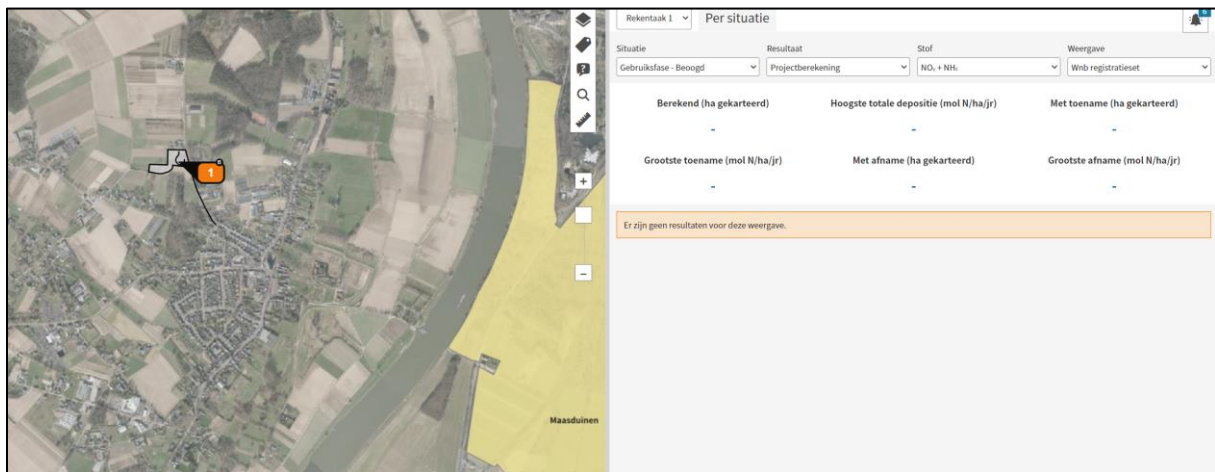 Rekentaak 1
Per situatie
6
Situatie
Resultaat
Stof
Weergave
Gebruiksfase - Beoogd
Projectberekening
NOₓ + NH₃
Wnb registratieset
Berekend (ha gekarteerd)
Hoogste totale depositie (mol N/ha/jr)
Met toename (ha gekarteerd)
-
-
-
Grootste toename (mol N/ha/jr)
Met afname (ha gekarteerd)
Grootste afname (mol N/ha/jr)
-
-
-
Er zijn geen resultaten voor deze weergave.
1
?
+
−
Maasduinen